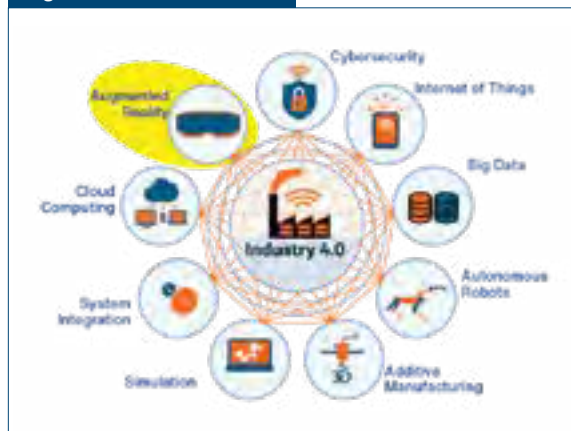 Cybersecurity
Augmented
Reality
Internet of Things
Big Data
Cloud
Computing
Industry 4.0
Autonomous
Robots
System
Integration
Simulation
3D
Additive
Manufacturing